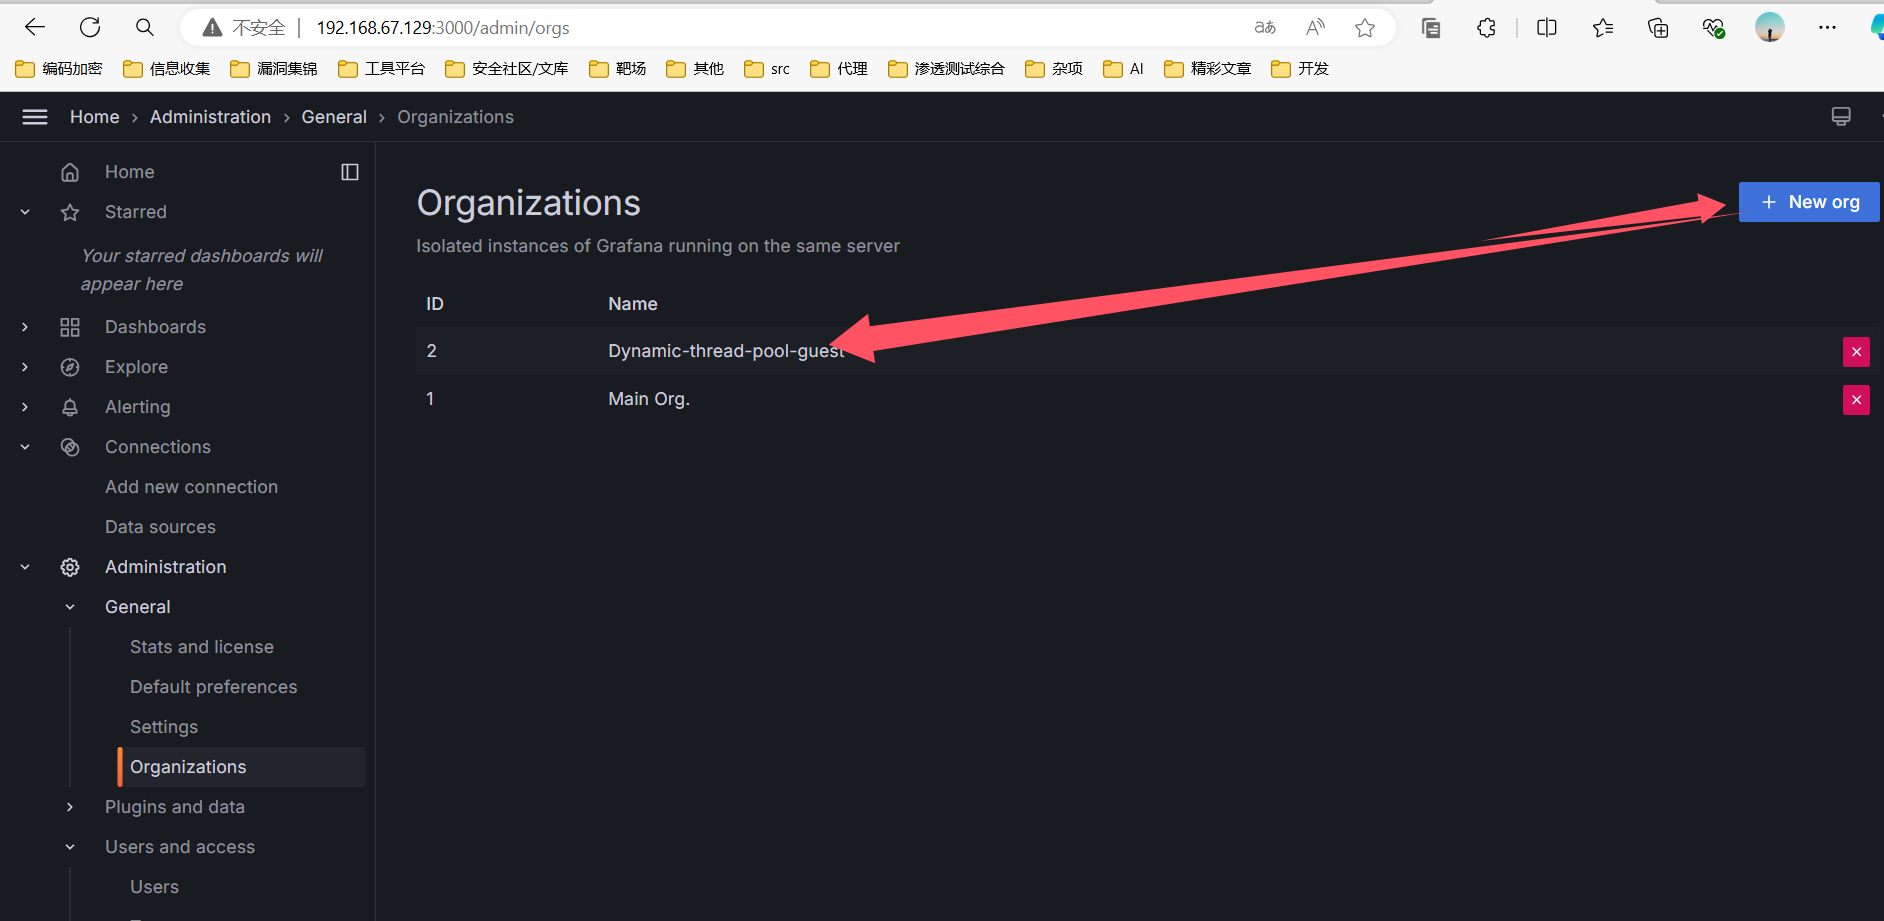 不安全 | 192.168.67.129:3000/admin/orgs
编码加密 信息收集 漏洞集锦 工具平台 安全社区/文库 靶场 其他 src 代理 渗透测试综合 杂项 AI 精彩文章 开发
Home › Administration › General › Organizations
Home
Starred
Your starred dashboards will
appear here
Dashboards
Explore
Alerting
Connections
Add new connection
Data sources
Administration
General
Stats and license
Default preferences
Settings
Organizations
Plugins and data
Users and access
Users
Organizations
+ New org
Isolated instances of Grafana running on the same server
ID Name
2 Dynamic-thread-pool-guest
1 Main Org.